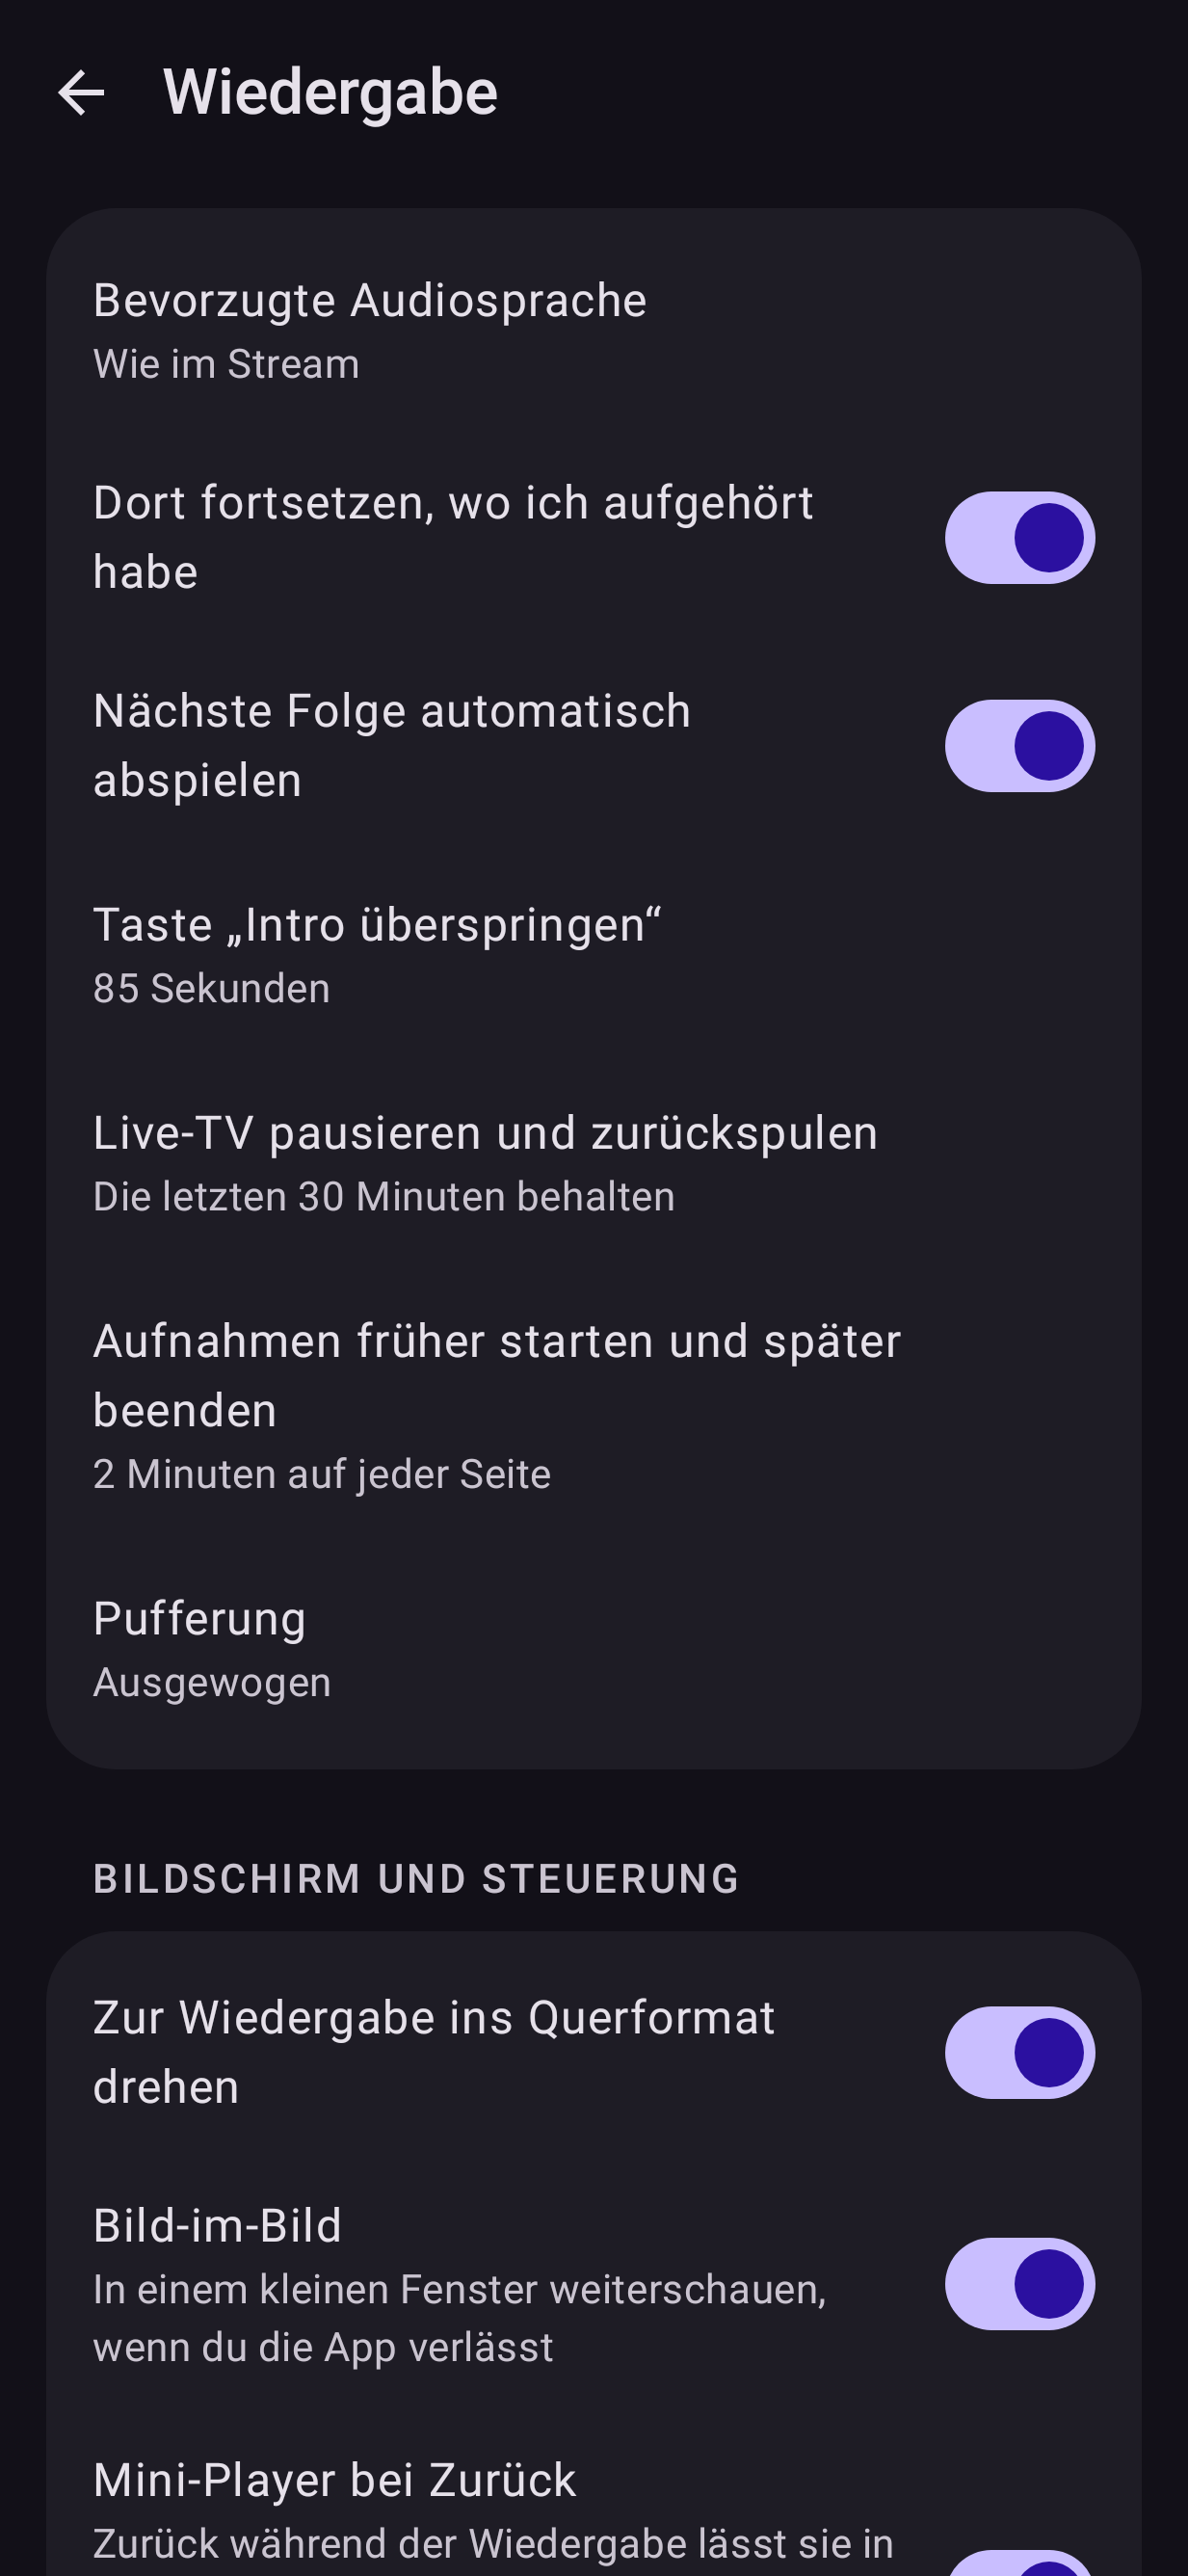 Wiedergabe
Bevorzugte Audiosprache
Wie im Stream
Dort fortsetzen, wo ich aufgehört
habe
Nächste Folge automatisch
abspielen
Taste „Intro überspringen“
85 Sekunden
Live-TV pausieren und zurückspulen
Die letzten 30 Minuten behalten
Aufnahmen früher starten und später
beenden
2 Minuten auf jeder Seite
Pufferung
Ausgewogen
BILDSCHIRM UND STEUERUNG
Zur Wiedergabe ins Querformat
drehen
Bild-im-Bild
In einem kleinen Fenster weiterschauen,
wenn du die App verlässt
Mini-Player bei Zurück
Zurück während der Wiedergabe lässt sie in